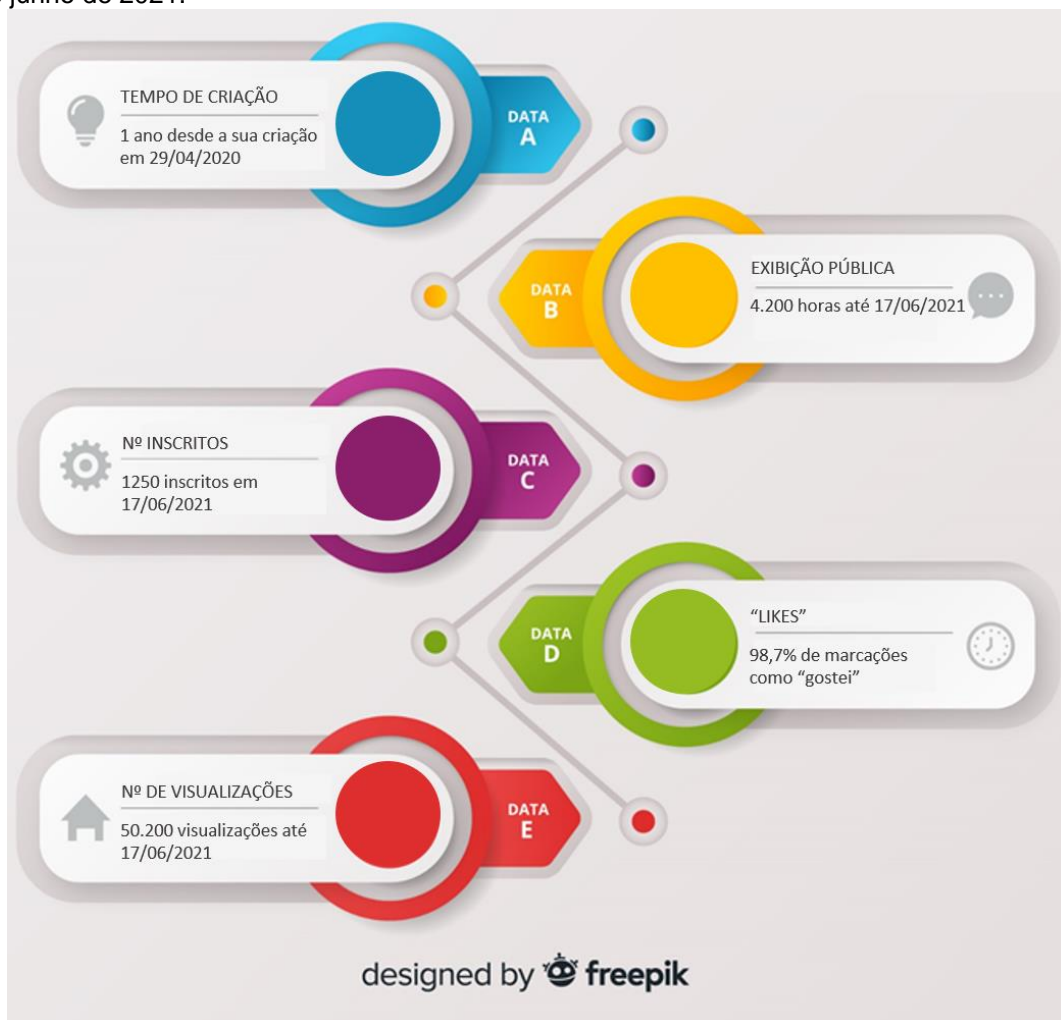 junho de 2021.
TEMPO DE CRIAÇÃO
1 ano desde a sua criação
em 29/04/2020
DATA
A
EXIBIÇÃO PÚBLICA
4.200 horas até 17/06/2021
DATA
B
Nº INSCRITOS
1250 inscritos em
17/06/2021
DATA
C
“LIKES”
98,7% de marcações
como “gostei”
DATA
D
Nº DE VISUALIZAÇÕES
50.200 visualizações até
17/06/2021
DATA
E
designed by freepik